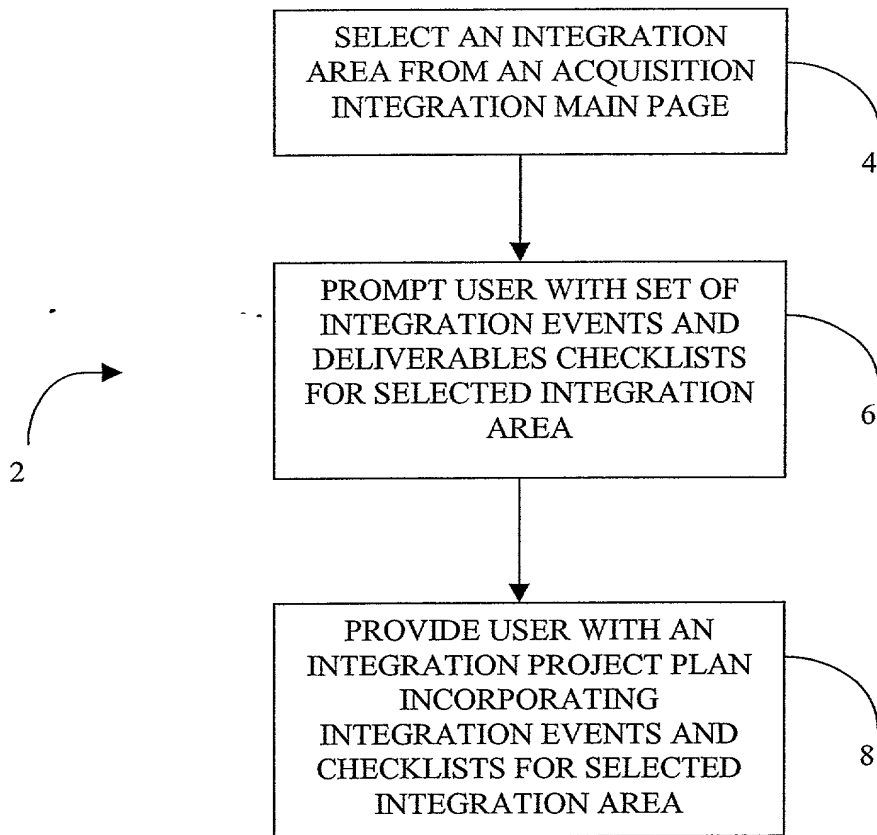 SELECT AN INTEGRATION
AREA FROM AN ACQUISITION
INTEGRATION MAIN PAGE
4
PROMPT USER WITH SET OF
INTEGRATION EVENTS AND
DELIVERABLES CHECKLISTS
FOR SELECTED INTEGRATION
AREA
6
2
PROVIDE USER WITH AN
INTEGRATION PROJECT PLAN
INCORPORATING
INTEGRATION EVENTS AND
CHECKLISTS FOR SELECTED
INTEGRATION AREA
8